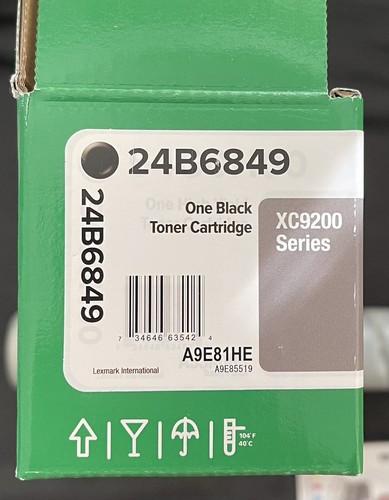 24B6849
24B6849
One Black
Toner Cartridge
XC9200
Series
7 34646 63542 4
A9E81HE
A9E85519
Lexmark International
104°F
40°C